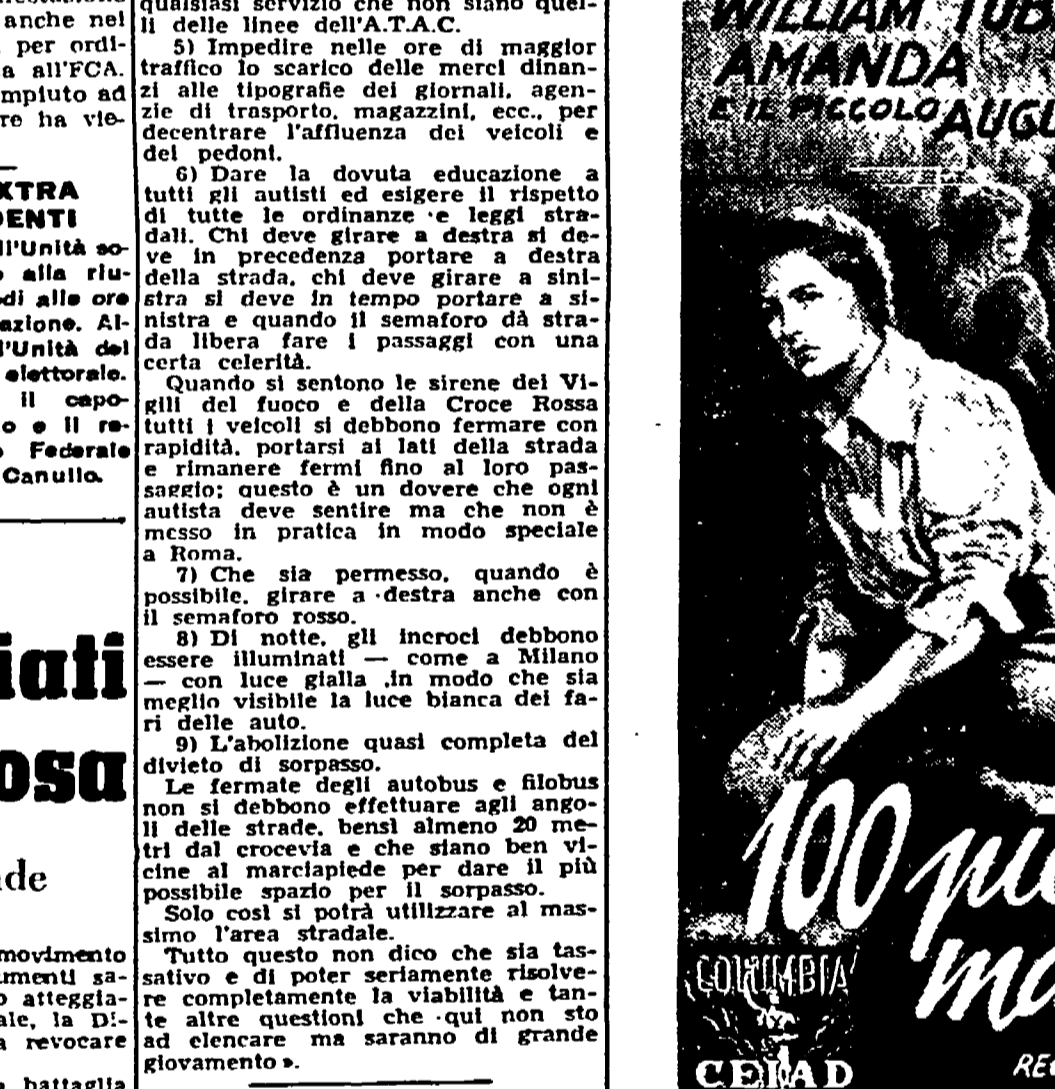 anche nel
per ordi-
a all'FCA.
mpiuto ad
re ha vie-
XTRA
DENTI
ll'Unità so-
alla riu-
di alle ore
azione. Al-
l'Unità del
elettorale.
il capo-
o e il re-
Federale
Canullo.
iati
osa
de
movimento
umenti sa-
o atteggia-
ale, la Di-
a revocare
battaglia
qualsiasi servizio che non siano quel-
li delle linee dell'A.T.A.C.
5) Impedire nelle ore di maggior
traffico lo scarico delle merci dinan-
zi alle tipografie dei giornali, agen-
zie di trasporto, magazzini, ecc., per
decentrare l'affluenza dei veicoli e
dei pedoni.
6) Dare la dovuta educazione a
tutti gli autisti ed esigere il rispetto
di tutte le ordinanze e leggi stra-
dali. Chi deve girare a destra si de-
ve in precedenza portare a destra
della strada, chi deve girare a sini-
stra si deve in tempo portare a si-
nistra e quando il semaforo dà stra-
da libera fare i passaggi con una
certa celerità.
Quando si sentono le sirene dei Vi-
gili del fuoco e della Croce Rossa
tutti i veicoli si debbono fermare con
rapidità, portarsi ai lati della strada
e rimanere fermi fino al loro pas-
saggio; questo è un dovere che ogni
autista deve sentire ma che non è
messo in pratica in modo speciale
a Roma.
7) Che sia permesso, quando è
possibile, girare a destra anche con
il semaforo rosso.
8) Di notte, gli incroci debbono
essere illuminati — come a Milano
— con luce gialla ,in modo che sia
meglio visibile la luce bianca dei fa-
ri delle auto.
9) L'abolizione quasi completa del
divieto di sorpasso.
Le fermate degli autobus e filobus
non si debbono effettuare agli ango-
li delle strade, bensì almeno 20 me-
tri dal crocevia e che siano ben vi-
cine al marciapiede per dare il più
possibile spazio per il sorpasso.
Solo così si potrà utilizzare al mas-
simo l'area stradale.
Tutto questo non dico che sia tas-
sativo e di poter seriamente risolve-
re completamente la viabilità e tan-
te altre questioni che qui non sto
ad elencare ma saranno di grande
giovamento ».
WILLIAM TUB
AMANDA
E IL PICCOLO AUGU
100 più
ma
COLUMBIA
CEIAD
REG